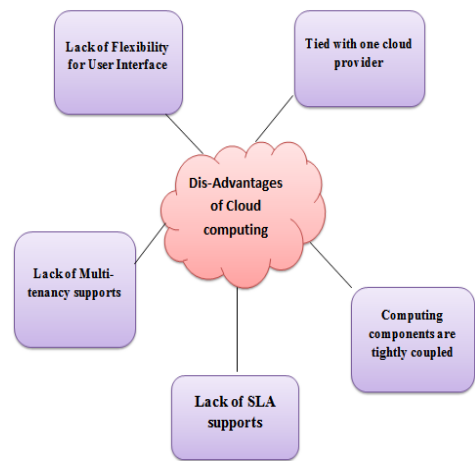 Lack of Flexibility
for User Interface
Tied with one cloud
provider
Dis-Advantages
of Cloud
computing
Lack of Multi-
tenancy supports
Computing
components are
tightly coupled
Lack of SLA
supports